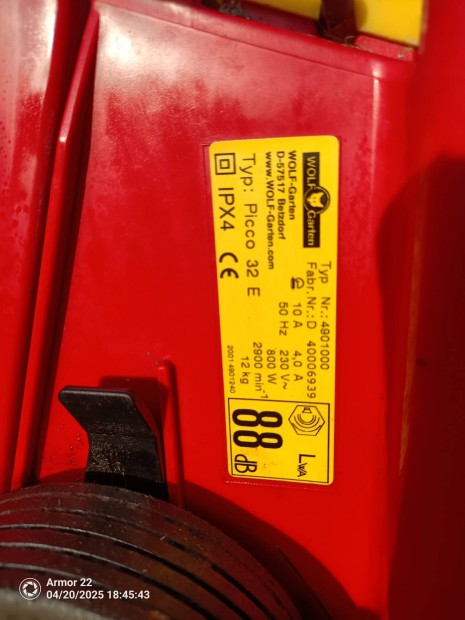 WOLF Garten
WOLF-Garten
D-57517 Betzdorf
www.WOLF-Garten.com
Typ: Picco 32 E
IPX4 CE
Typ Nr.: 4901000
Fabr.Nr.: D 40006939
10 A 4,0 A
50 Hz 230 V~
800 W
2900 min⁻¹
12 kg
2001 4901240
LWA
88 dB
Armor 22
04/20/2025 18:45:43